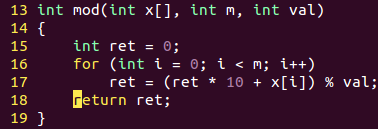 13 int mod(int x[], int m, int val)
14 {
15     int ret = 0;
16     for (int i = 0; i < m; i++)
17         ret = (ret * 10 + x[i]) % val;
18     return ret;
19 }